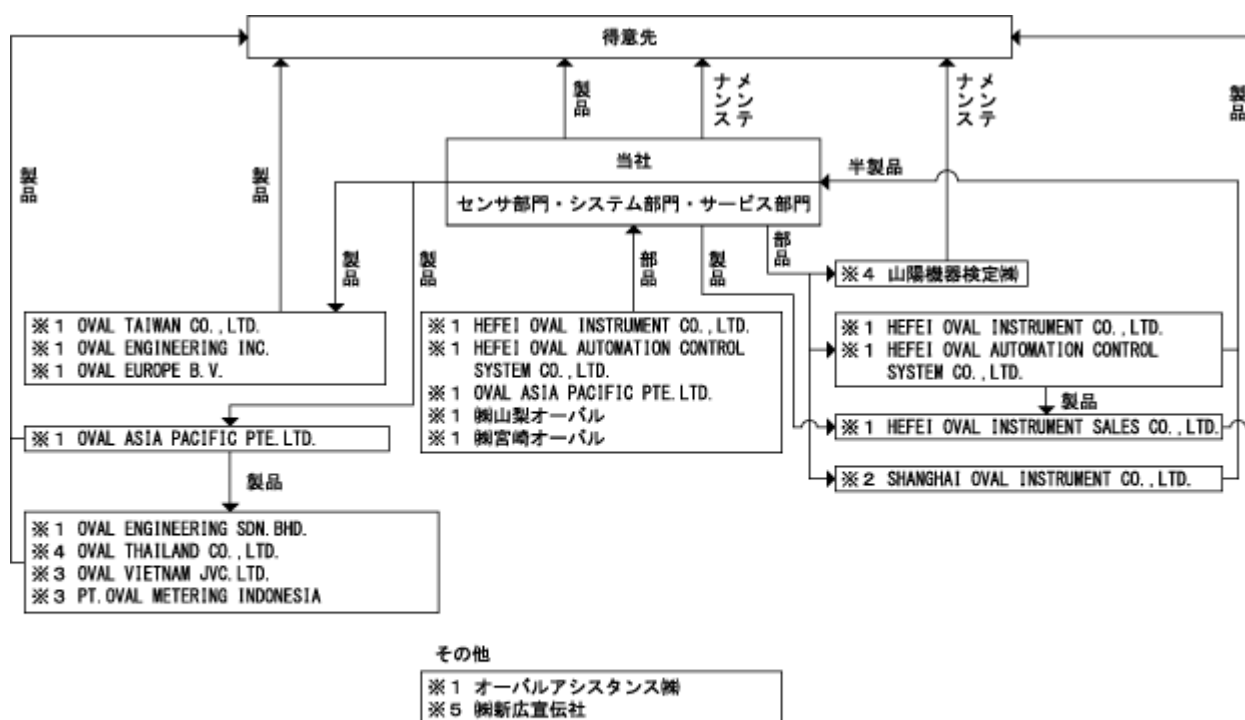 得意先
製品
メンテナンス
メンテナンス
製品
製品
製品
当社
センサ部門・システム部門・サービス部門
半製品
製品
製品
部品
製品
部品
※4 山陽機器検定㈱
※1 OVAL TAIWAN CO.,LTD.
※1 OVAL ENGINEERING INC.
※1 OVAL EUROPE B.V.
※1 HEFEI OVAL INSTRUMENT CO.,LTD.
※1 HEFEI OVAL AUTOMATION CONTROL
SYSTEM CO.,LTD.
※1 OVAL ASIA PACIFIC PTE.LTD.
※1 ㈱山梨オーバル
※1 ㈱宮崎オーバル
※1 HEFEI OVAL INSTRUMENT CO.,LTD.
※1 HEFEI OVAL AUTOMATION CONTROL
SYSTEM CO.,LTD.
製品
※1 HEFEI OVAL INSTRUMENT SALES CO.,LTD.
※2 SHANGHAI OVAL INSTRUMENT CO.,LTD.
※1 OVAL ASIA PACIFIC PTE.LTD.
製品
※1 OVAL ENGINEERING SDN.BHD.
※4 OVAL THAILAND CO.,LTD.
※3 OVAL VIETNAM JVC.LTD.
※3 PT.OVAL METERING INDONESIA
その他
※1 オーバルアシスタンス㈱
※5 ㈱新広宣伝社